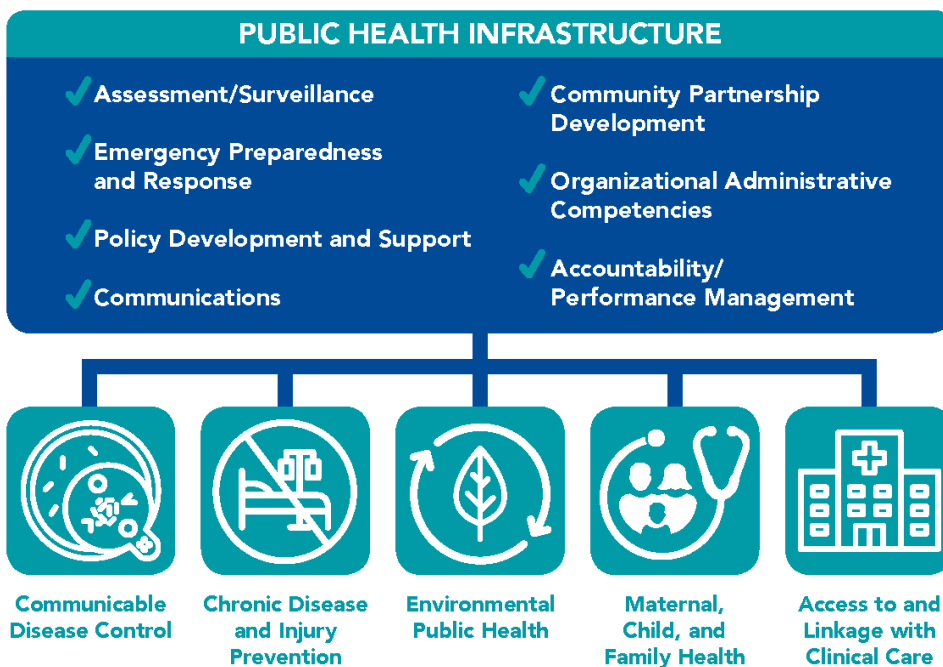 PUBLIC HEALTH INFRASTRUCTURE
Assessment/Surveillance
Emergency Preparedness
and Response
Policy Development and Support
Communications
Community Partnership
Development
Organizational Administrative
Competencies
Accountability/
Performance Management
Communicable
Disease Control
Chronic Disease
and Injury
Prevention
Environmental
Public Health
Maternal,
Child, and
Family Health
Access to and
Linkage with
Clinical Care